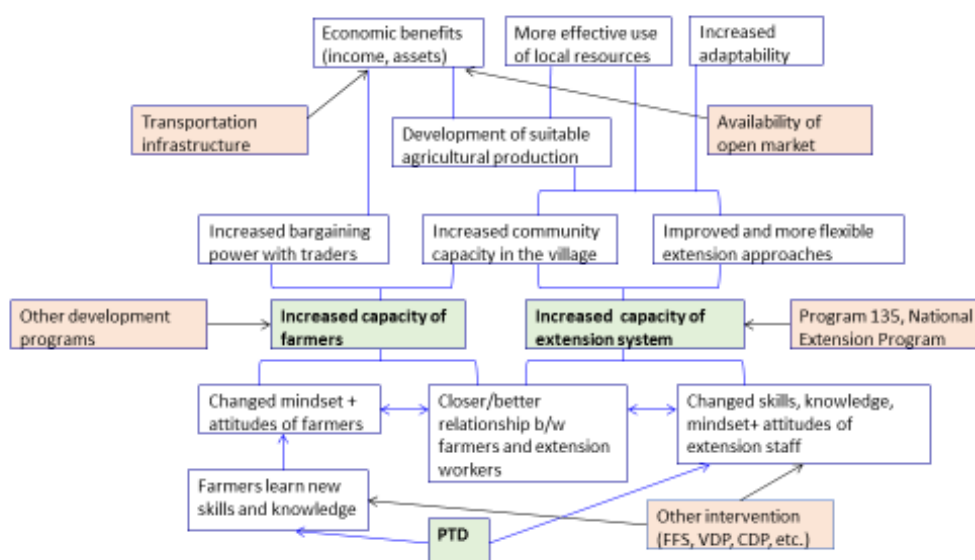 Economic benefits
(income, assets)
More effective use
of local resources
Increased
adaptability
Transportation
infrastructure
Development of suitable
agricultural production
Availability of
open market
Increased bargaining
power with traders
Increased community
capacity in the village
Improved and more flexible
extension approaches
Other development
programs
Increased capacity of
farmers
Increased capacity of
extension system
Program 135, National
Extension Program
Changed mindset +
attitudes of farmers
Closer/better
relationship b/w
farmers and extension
workers
Changed skills, knowledge,
mindset+ attitudes of
extension staff
Farmers learn new
skills and knowledge
PTD
Other intervention
(FFS, VDP, CDP, etc.)